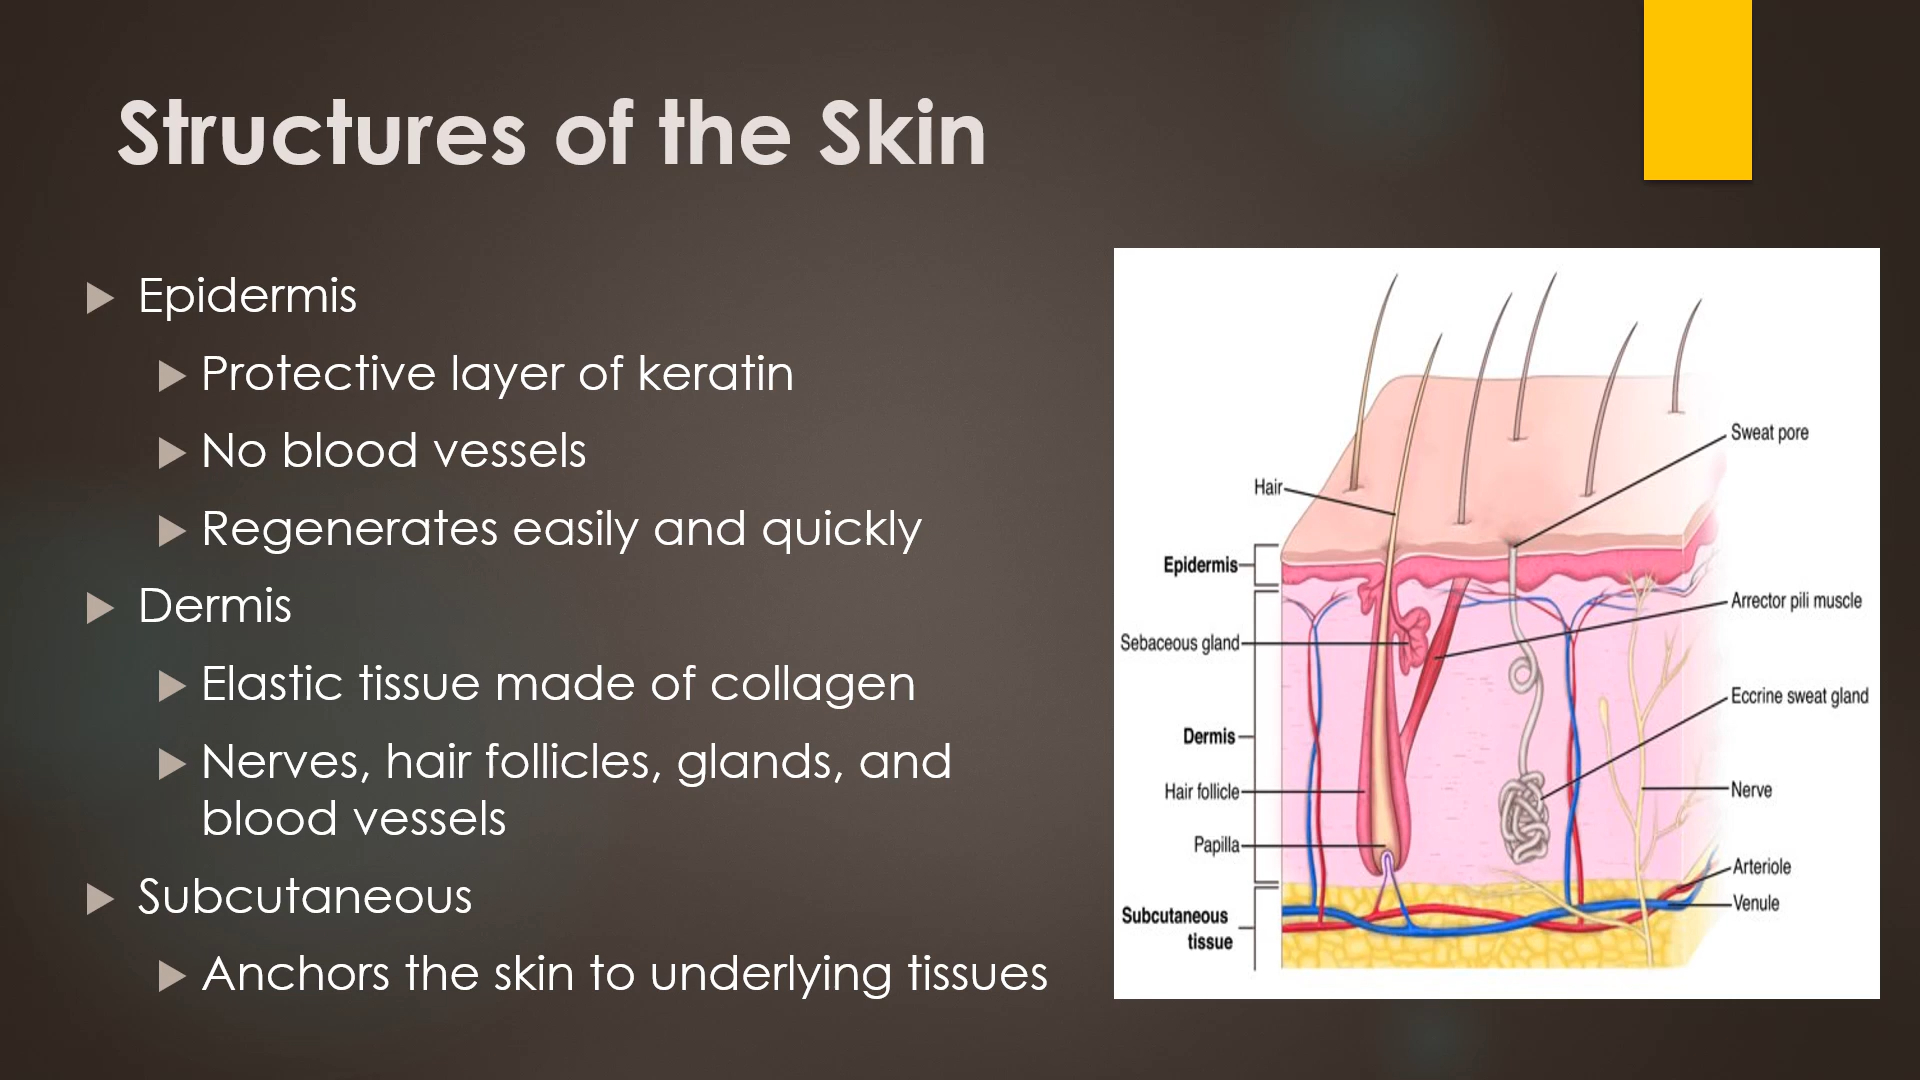 Structures of the Skin
Epidermis
Protective layer of keratin
No blood vessels
Regenerates easily and quickly
Dermis
Elastic tissue made of collagen
Nerves, hair follicles, glands, and
blood vessels
Subcutaneous
Anchors the skin to underlying tissues
Sweat pore
Hair
Epidermis
Arrector pili muscle
Sebaceous gland
Eccrine sweat gland
Dermis
Hair follicle
Nerve
Papilla
Arteriole
Venule
Subcutaneous
tissue